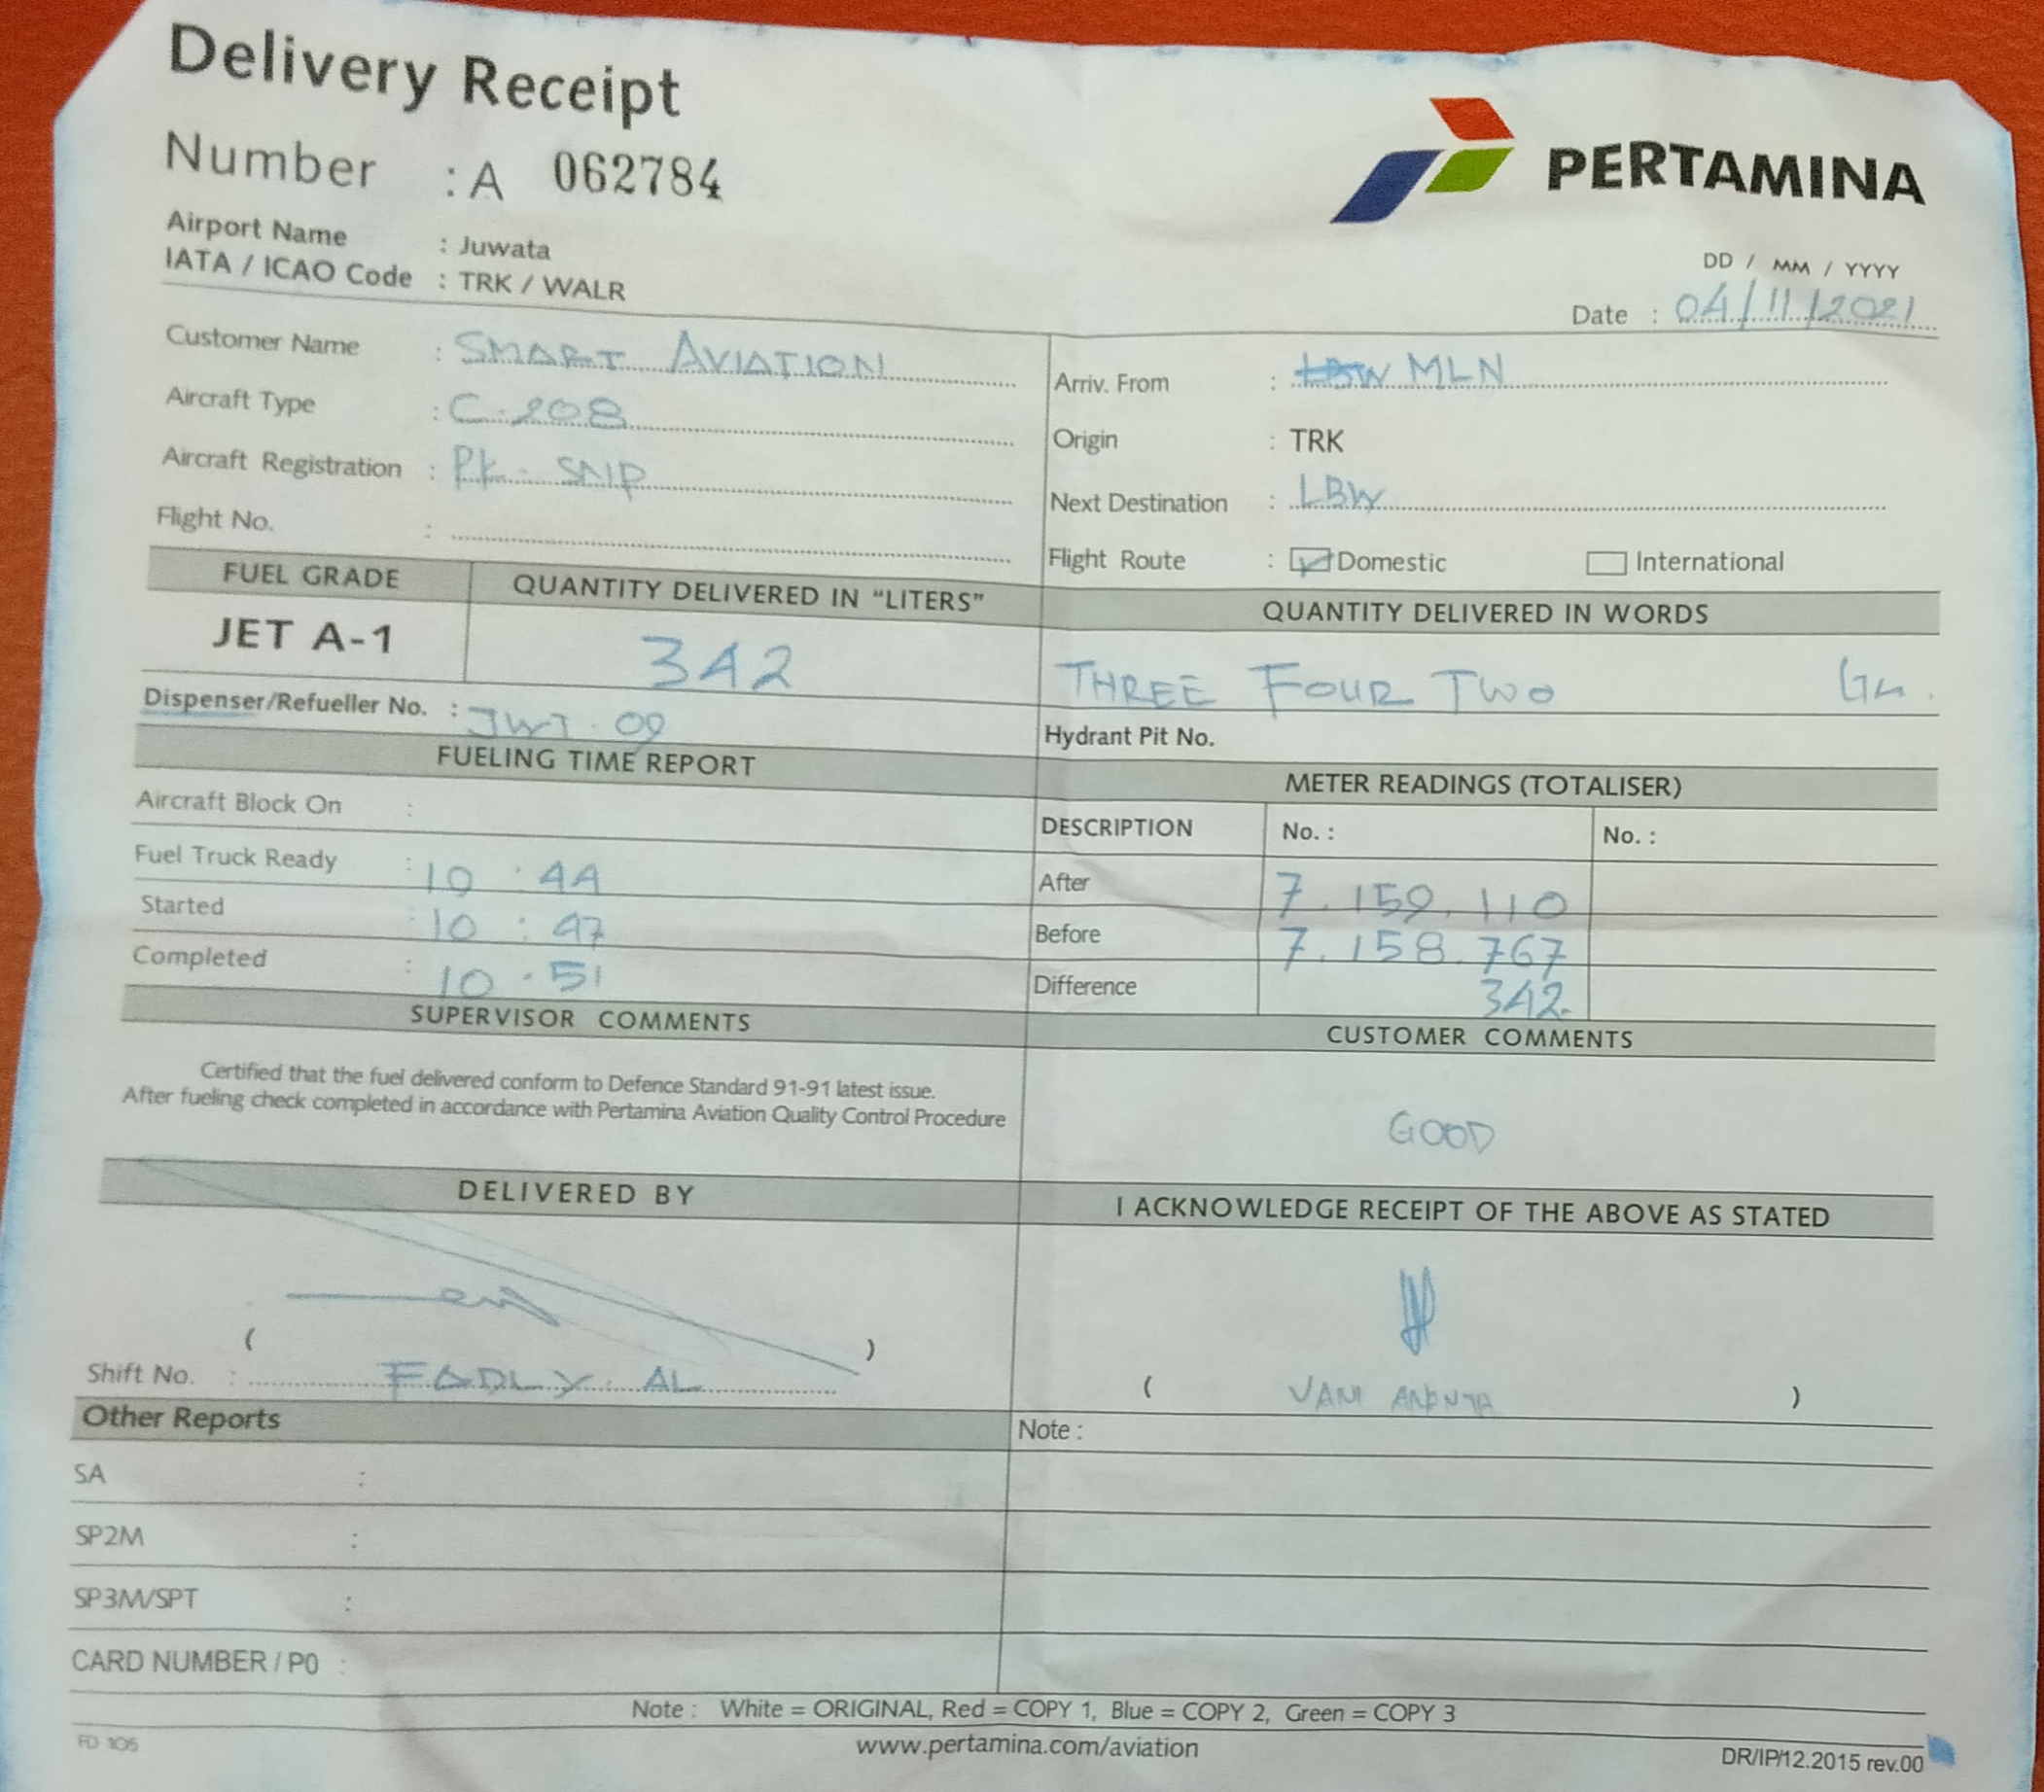 Delivery Receipt
Number : A 062784
PERTAMINA
Airport Name : Juwata
IATA / ICAO Code : TRK / WALR
DD / MM / YYYY
Date : 04/11/2021
Customer Name : SMART AVIATION
Aircraft Type : C-208
Aircraft Registration : PK-SNP
Flight No. :
Arriv. From : LBW MLN
Origin : TRK
Next Destination : LBW
Flight Route : Domestic International
FUEL GRADE QUANTITY DELIVERED IN "LITERS" QUANTITY DELIVERED IN WORDS
JET A-1 342 THREE FOUR TWO
Dispenser/Refueller No. : JWT. 09 Hydrant Pit No.
FUELING TIME REPORT
Aircraft Block On :
Fuel Truck Ready : 10 : 44
Started : 10 : 47
Completed : 10 : 51
METER READINGS (TOTALISER)
DESCRIPTION No. : No. :
After 7.159.110
Before 7.158.767
Difference 342
SUPERVISOR COMMENTS
Certified that the fuel delivered conform to Defence Standard 91-91 latest issue.
After fueling check completed in accordance with Pertamina Aviation Quality Control Procedure
CUSTOMER COMMENTS
GOOD
DELIVERED BY
( )
Shift No. : FADLY. AL
I ACKNOWLEDGE RECEIPT OF THE ABOVE AS STATED
( )
Other Reports Note :
SA :
SP2M :
SP3M/SPT :
CARD NUMBER / P0 :
Note : White = ORIGINAL, Red = COPY 1, Blue = COPY 2, Green = COPY 3
FD 105 www.pertamina.com/aviation DR/IP/12.2015 rev.00